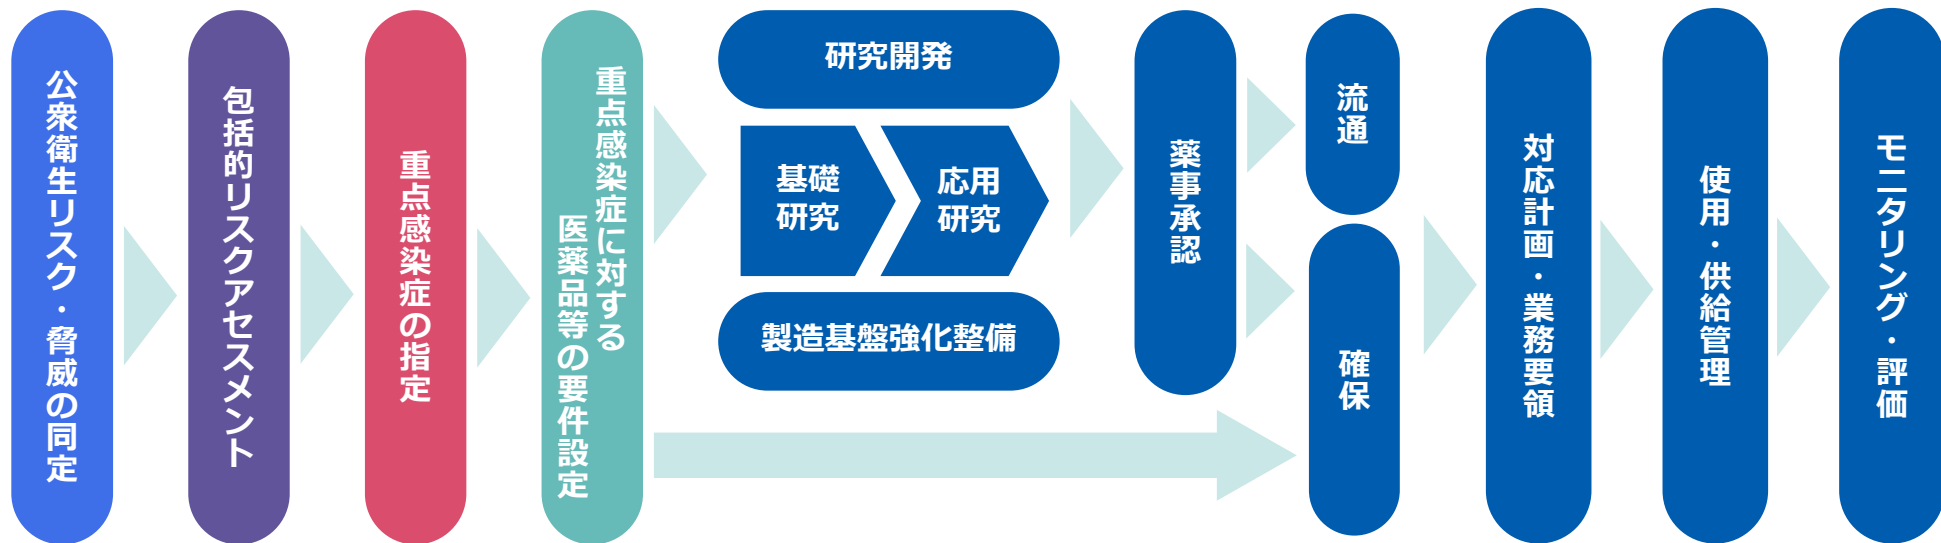 公衆衛生リスク・脅威の同定
包括的リスクアセスメント
重点感染症の指定
重点感染症に対する
医薬品等の要件設定
研究開発
基礎
研究
応用
研究
製造基盤強化整備
薬事承認
流通
確保
対応計画・業務要領
使用・供給管理
モニタリング・評価